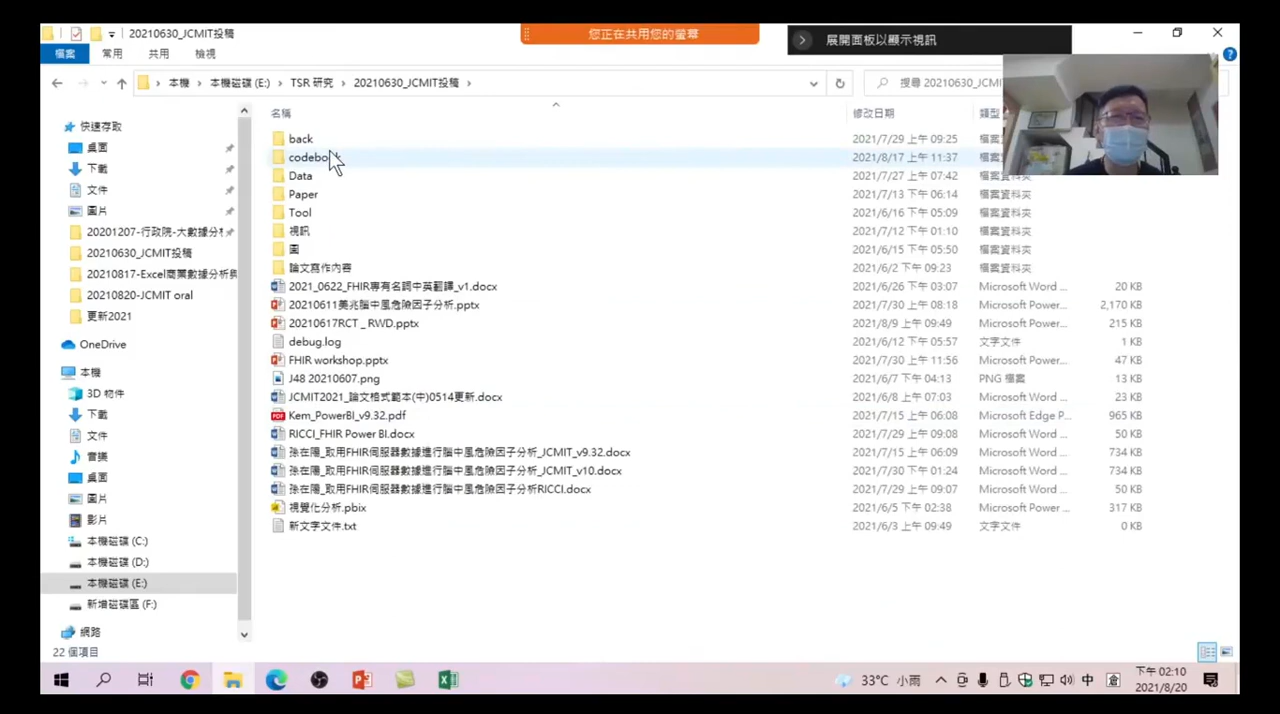 20210630_JCMIT投稿
您正在共用您的螢幕
展開面板以顯示視訊
檔案 常用 共用 檢視
本機 本機磁碟 (E:) TSR 研究 20210630_JCMIT投稿
搜尋 20210630_JCMI
名稱 修改日期 類型
快速存取
桌面
下載
文件
圖片
20201207-行政院-大數據分
20210630_JCMIT投稿
20210817-Excel商業數據分析與
20210820-JCMIT oral
更新2021
OneDrive
本機
3D 物件
下載
文件
音樂
桌面
圖片
影片
本機磁碟 (C:)
本機磁碟 (D:)
本機磁碟 (E:)
新增磁碟區 (F:)
網路
back 2021/7/29 上午 09:25 檔案
codeboo 2021/8/17 上午 11:37 檔案
Data 2021/7/27 上午 07:42 檔案資料夾
Paper 2021/7/13 上午 06:14 檔案資料夾
Tool 2021/6/16 下午 05:09 檔案資料夾
視訊 2021/7/12 下午 01:10 檔案資料夾
圖 2021/6/15 下午 05:50 檔案資料夾
論文寫作內容 2021/6/2 下午 09:23 檔案資料夾
2021_0622_FHIR專有名詞中英翻譯_v1.docx 2021/6/26 下午 03:07 Microsoft Word ... 20 KB
20210611美兆腦中風危險因子分析.pptx 2021/7/30 上午 08:18 Microsoft Power... 2,170 KB
20210617RCT _ RWD.pptx 2021/8/9 上午 09:49 Microsoft Power... 215 KB
debug.log 2021/6/12 下午 05:57 文字文件 1 KB
FHIR workshop.pptx 2021/7/30 上午 11:56 Microsoft Power... 47 KB
J48 20210607.png 2021/6/7 下午 04:13 PNG 檔案 13 KB
JCMIT2021_論文格式範本(中)0514更新.docx 2021/6/8 上午 07:03 Microsoft Word ... 23 KB
Kem_PowerBI_v9.32.pdf 2021/7/15 上午 06:08 Microsoft Edge P... 965 KB
RICCI_FHIR Power BI.docx 2021/7/29 上午 09:08 Microsoft Word ... 50 KB
孫在陽_取用FHIR伺服器數據進行腦中風危險因子分析_JCMIT_v9.32.docx 2021/7/15 上午 06:09 Microsoft Word ... 734 KB
孫在陽_取用FHIR伺服器數據進行腦中風危險因子分析_JCMIT_v10.docx 2021/7/30 上午 01:24 Microsoft Word ... 734 KB
孫在陽_取用FHIR伺服器數據進行腦中風危險因子分析RICCI.docx 2021/7/29 上午 09:07 Microsoft Word ... 50 KB
視覺化分析.pbix 2021/6/5 下午 02:38 Microsoft Power ... 317 KB
新文字文件.txt 2021/6/3 上午 09:49 文字文件 0 KB
22 個項目
33°C 小雨
中
倉
下午 02:10
2021/8/20